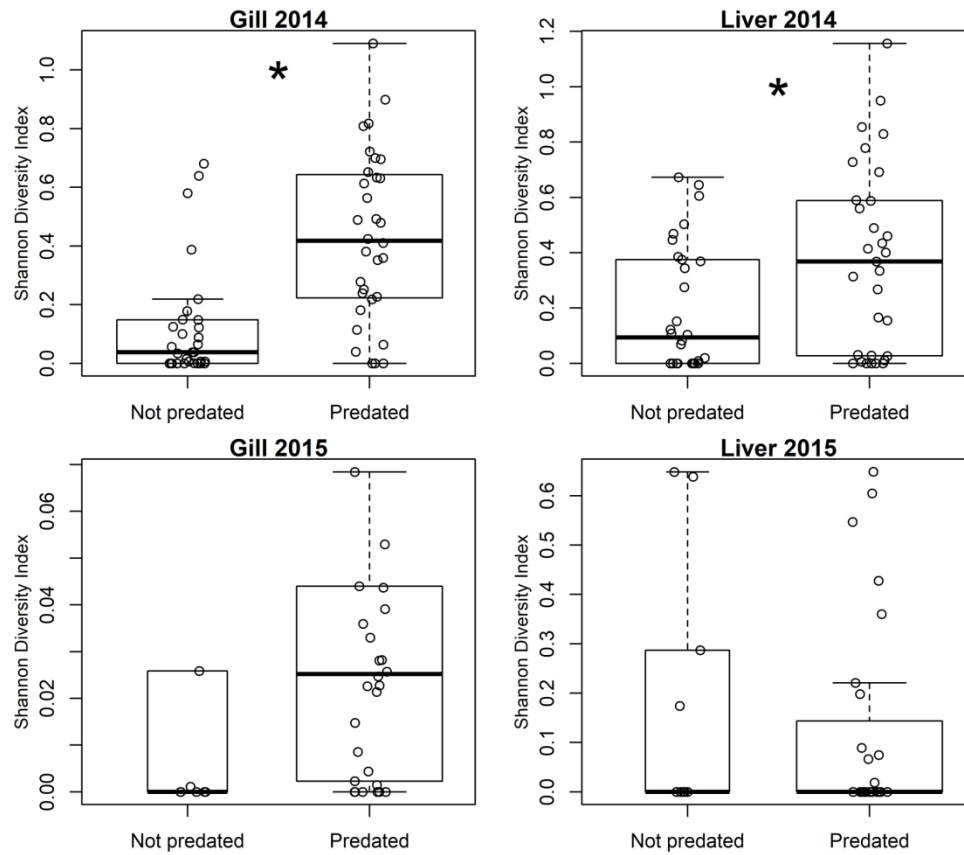 Gill 2014
Shannon Diversity Index
0.0 0.2 0.4 0.6 0.8 1.0
*
Not predated Predated
Liver 2014
Shannon Diversity Index
0.0 0.2 0.4 0.6 0.8 1.0 1.2
*
Not predated Predated
Gill 2015
Shannon Diversity Index
0.00 0.02 0.04 0.06
Not predated Predated
Liver 2015
Shannon Diversity Index
0.0 0.1 0.2 0.3 0.4 0.5 0.6
Not predated Predated